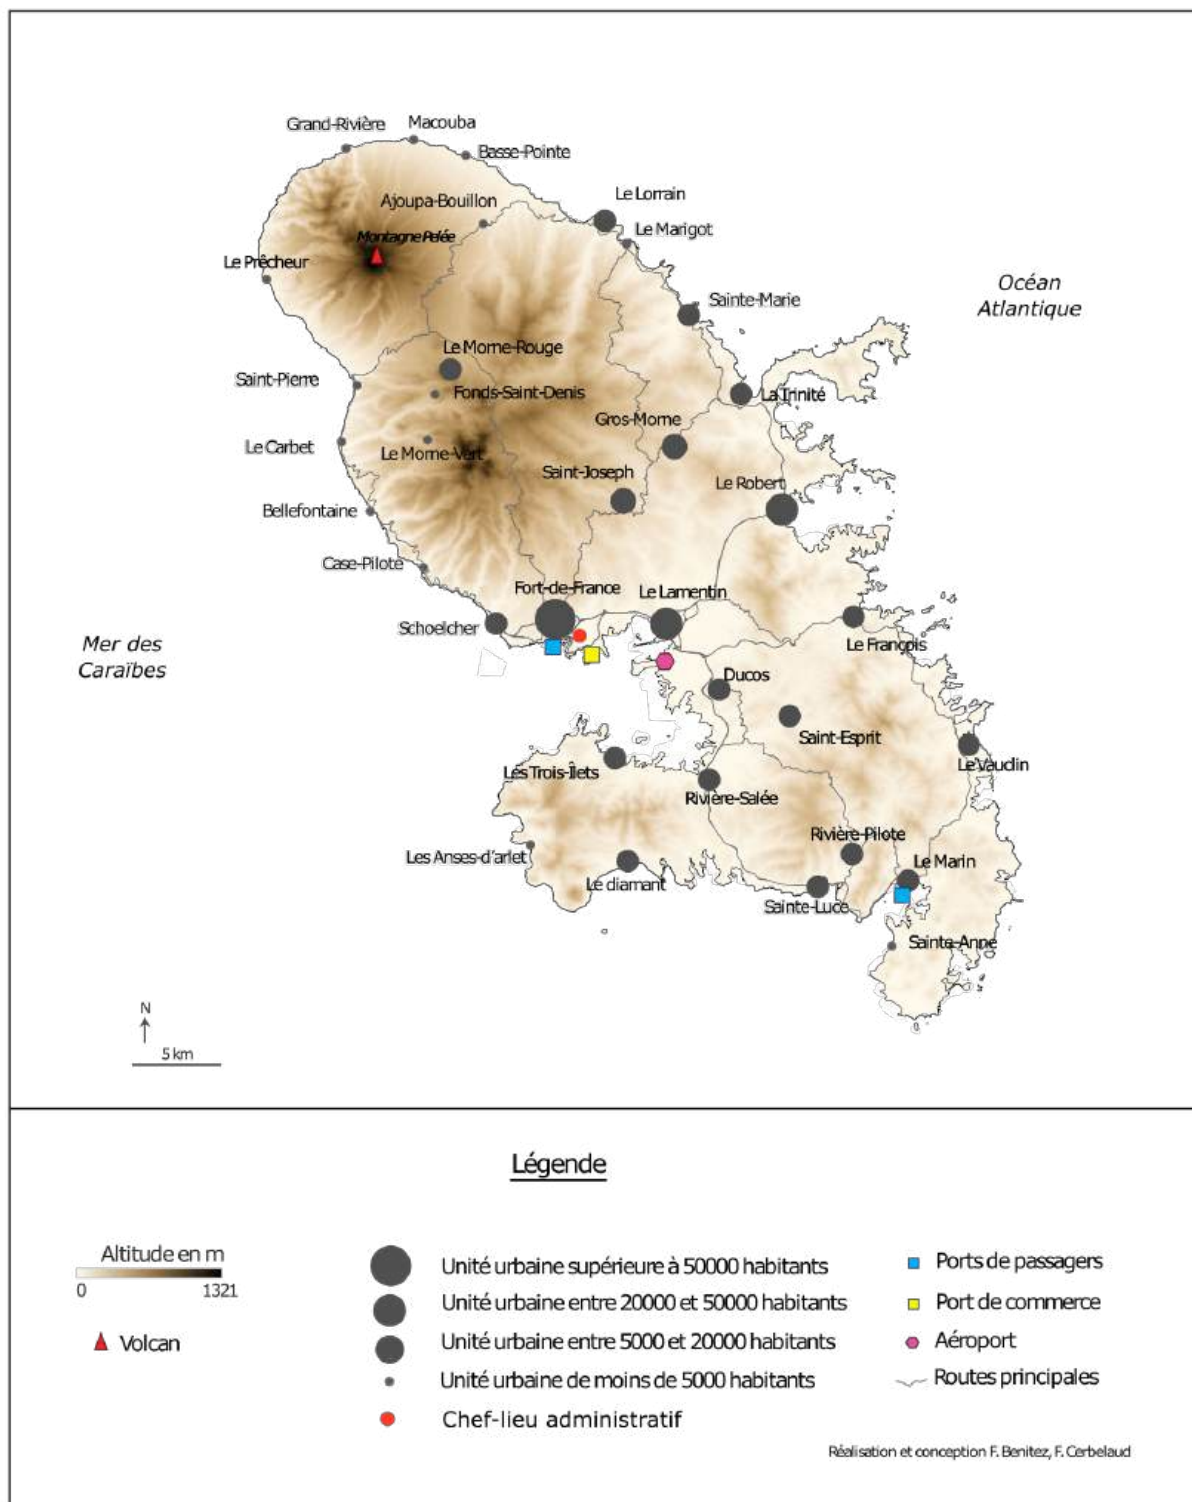 Grand-Rivière
Macouba
Basse-Pointe
Ajoupa-Bouillon
Le Lorrain
Le Marigot
Montagne Pelée
Le Prêcheur
Océan
Atlantique
Sainte-Marie
Le Morne-Rouge
Saint-Pierre
Fonds-Saint-Denis
La Trinité
Gros-Morne
Le Carbet
Le Morne-Vert
Saint-Joseph
Le Robert
Bellefontaine
Case-Pilote
Fort-de-France
Le Lamentin
Schoelcher
Le François
Mer des
Caraïbes
Ducos
Saint-Esprit
Le Vauclin
Les Trois-Îlets
Rivière-Salée
Rivière-Pilote
Les Anses-d'arlet
Le Marin
Le diamant
Sainte-Luce
Sainte-Anne
N
5 km
Légende
Altitude en m
0 1321
Volcan
Unité urbaine supérieure à 50000 habitants
Unité urbaine entre 20000 et 50000 habitants
Unité urbaine entre 5000 et 20000 habitants
Unité urbaine de moins de 5000 habitants
Chef-lieu administratif
Ports de passagers
Port de commerce
Aéroport
Routes principales
Réalisation et conception F. Benitez, F. Cerbelaud